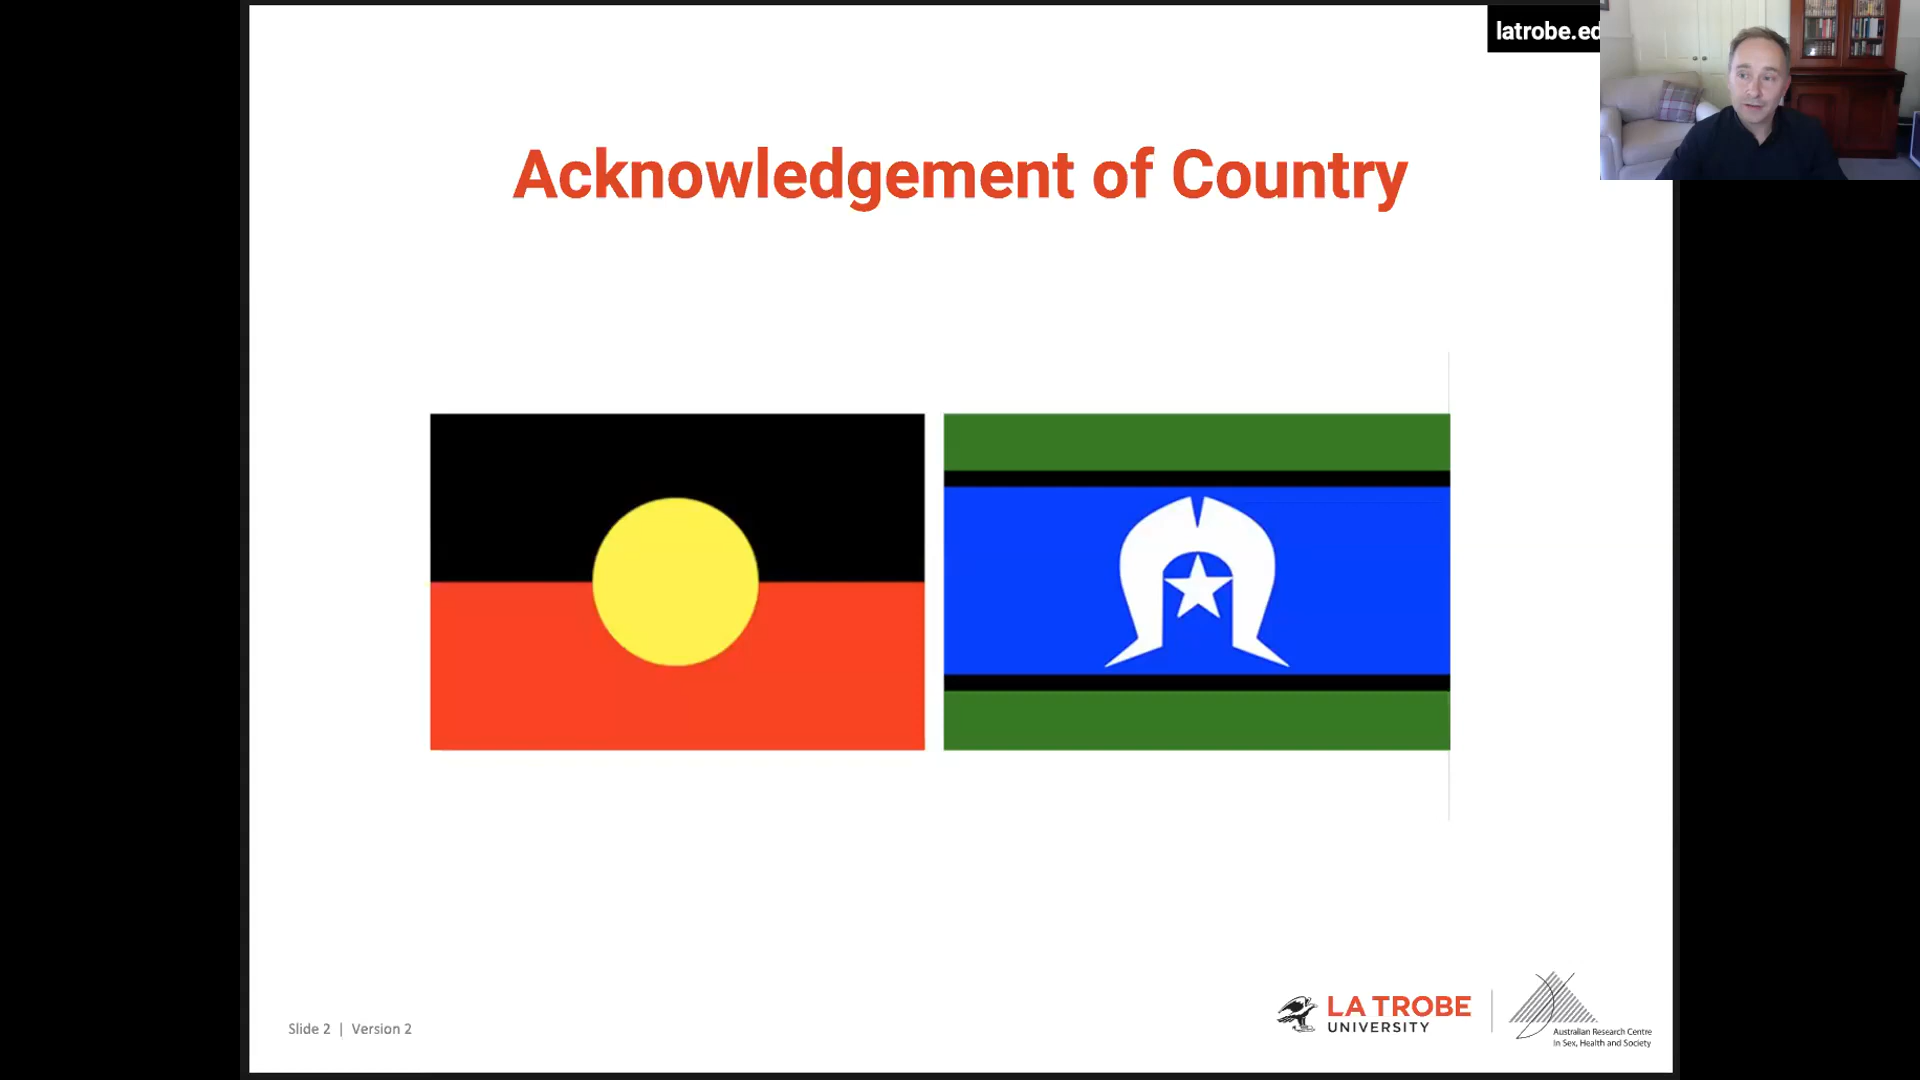 latrobe.ed
Acknowledgement of Country
Slide 2 | Version 2
LA TROBE
UNIVERSITY
Australian Research Centre
in Sex, Health and Society